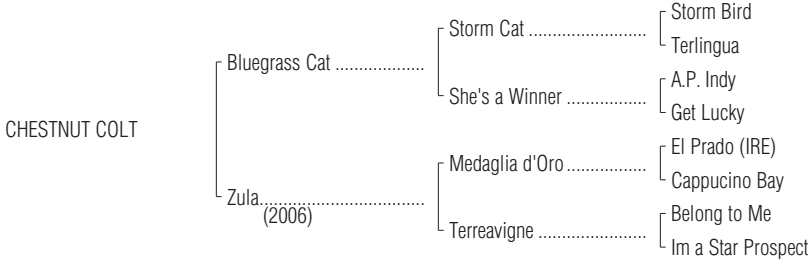 Storm Bird
Storm Cat ........................
Terlingua
Bluegrass Cat ...................
A.P. Indy
She's a Winner .................
Get Lucky
CHESTNUT COLT
El Prado (IRE)
Medaglia d'Oro .................
Cappucino Bay
Zula...................................
(2006)
Belong to Me
Terreavigne .......................
Im a Star Prospect